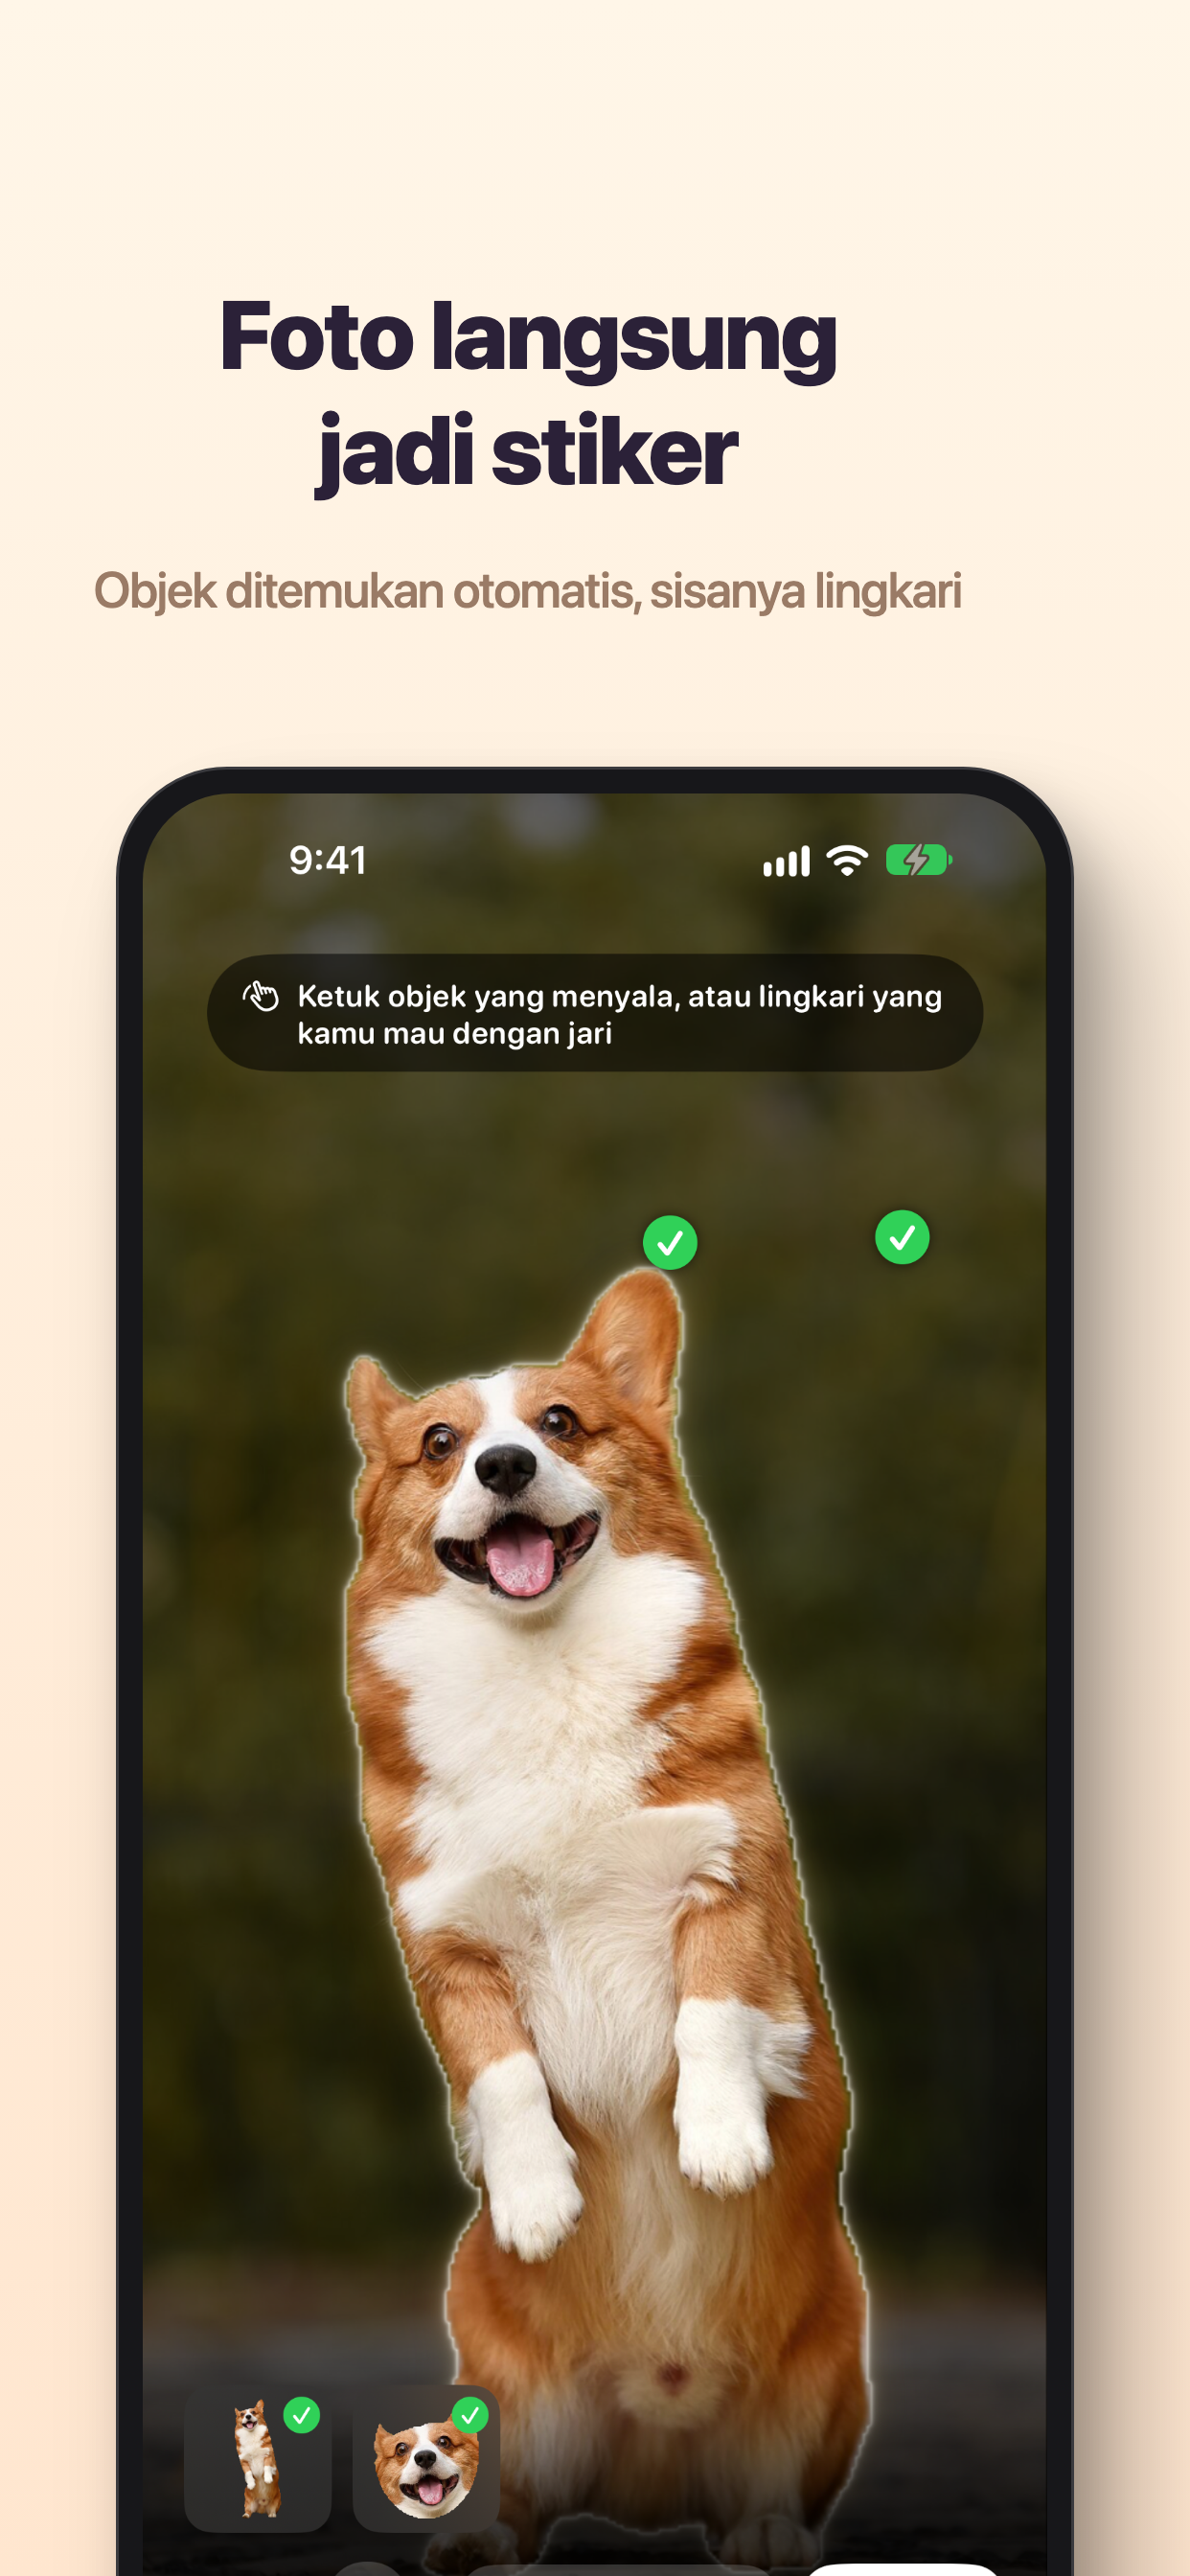 Foto langsung
jadi stiker
Objek ditemukan otomatis, sisanya lingkari
9:41
Ketuk objek yang menyala, atau lingkari yang
kamu mau dengan jari